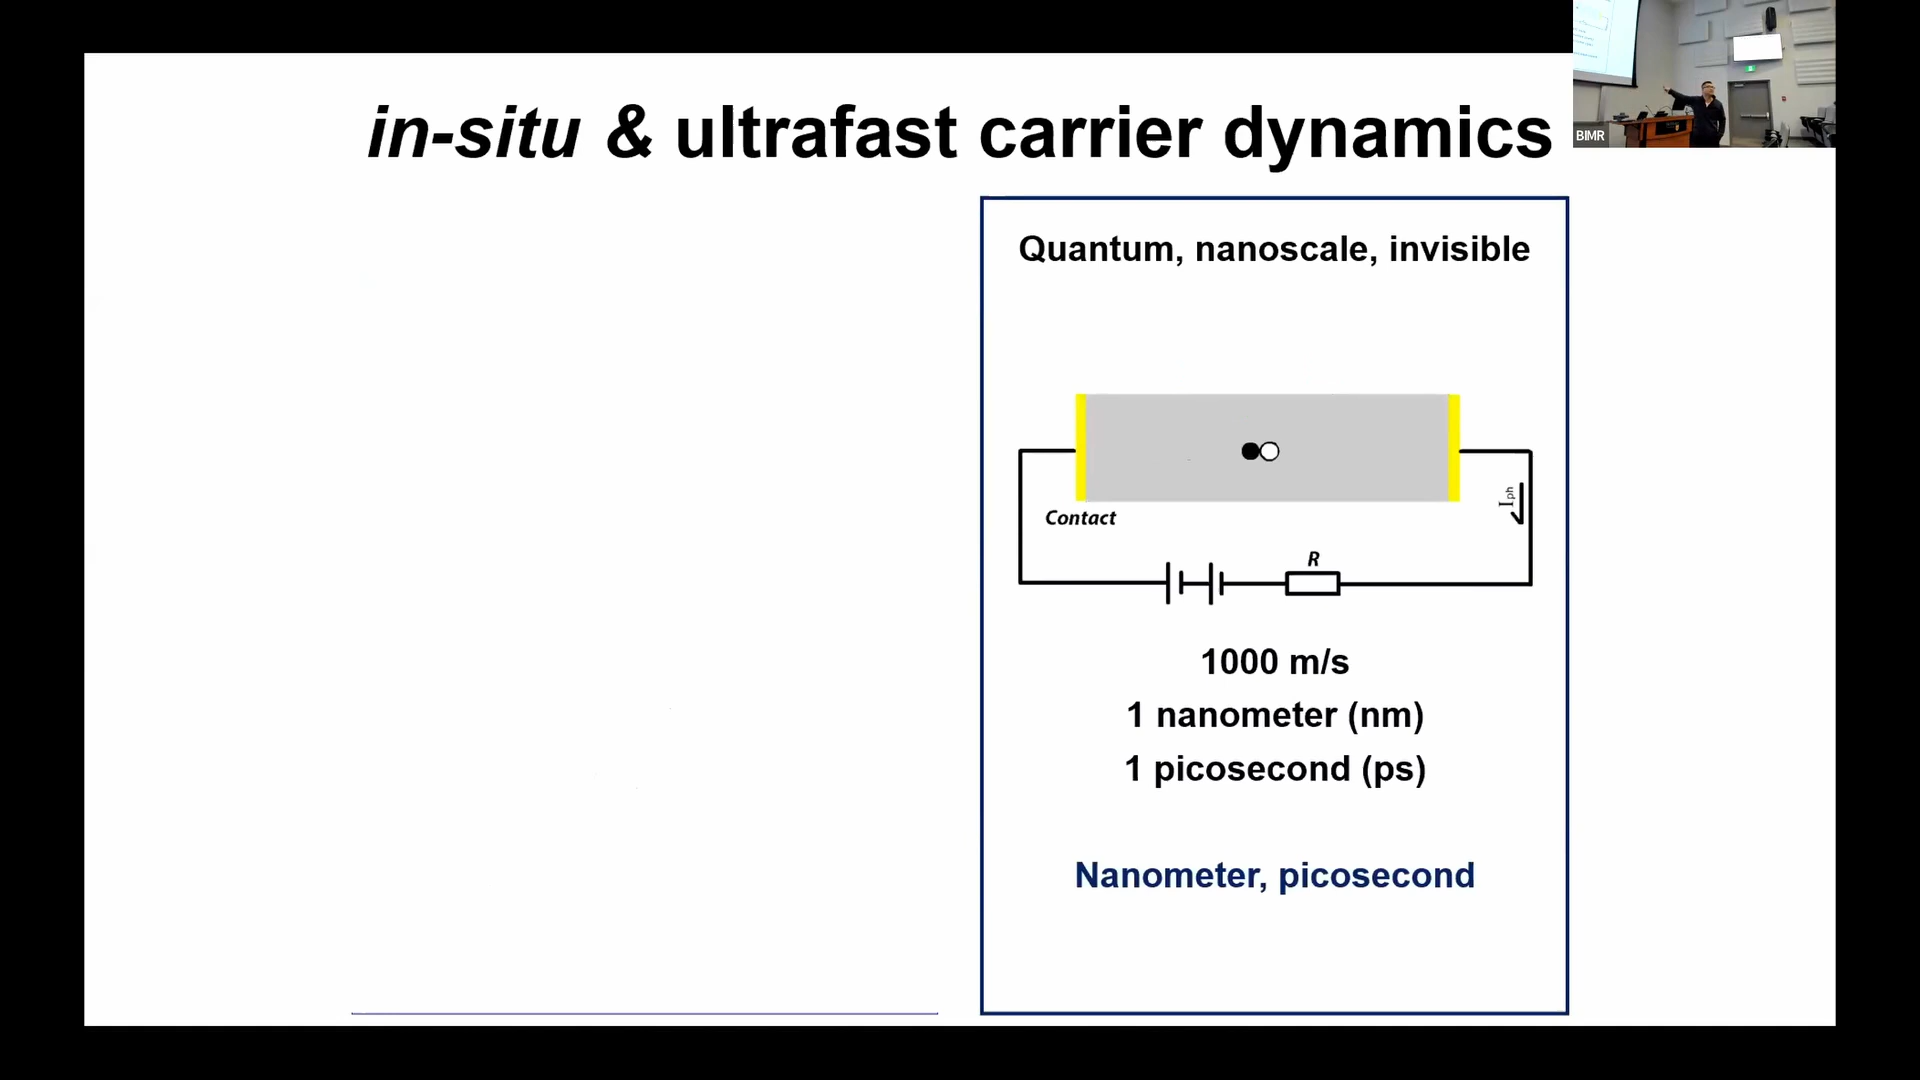 in-situ & ultrafast carrier dynamics
BIMR
Quantum, nanoscale, invisible
Contact
Iph
R
1000 m/s
1 nanometer (nm)
1 picosecond (ps)
Nanometer, picosecond